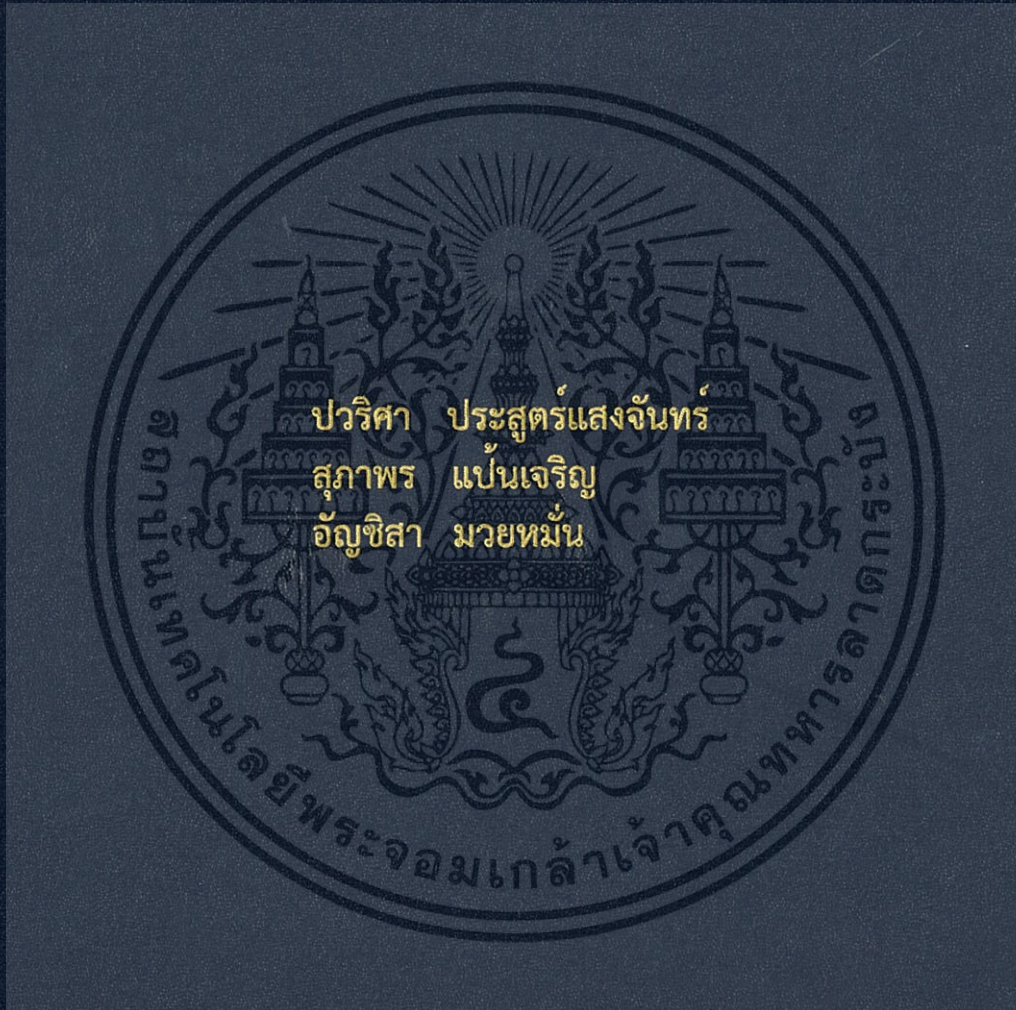 ปวริศา ประสูตร์แสงจันทร์
สุภาพร แป้นเจริญ
อัญชิสา มวยหมั่น
๔
สถาบันเทคโนโลยีพระจอมเกล้าเจ้าคุณทหารลาดกระบัง